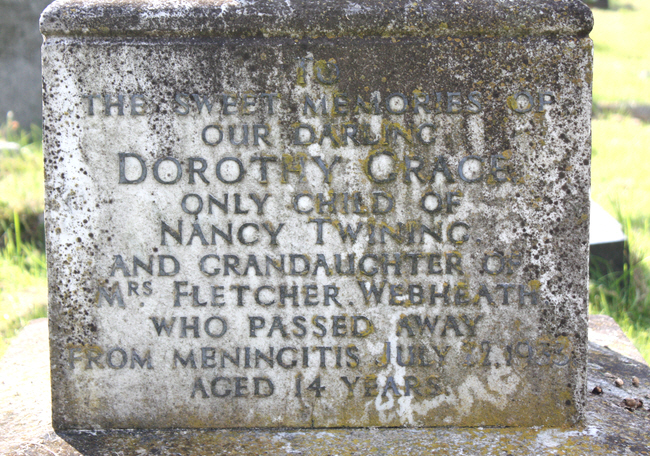 TO
THE SWEET MEMORIES OF
OUR DARLING
DOROTHY GRACE
ONLY CHILD OF
NANCY TWINING
AND GRANDAUGHTER OF
MRS FLETCHER. WEBHEATH
WHO PASSED AWAY
FROM MENINGITIS JULY 22. 
AGED 14 YEARS.